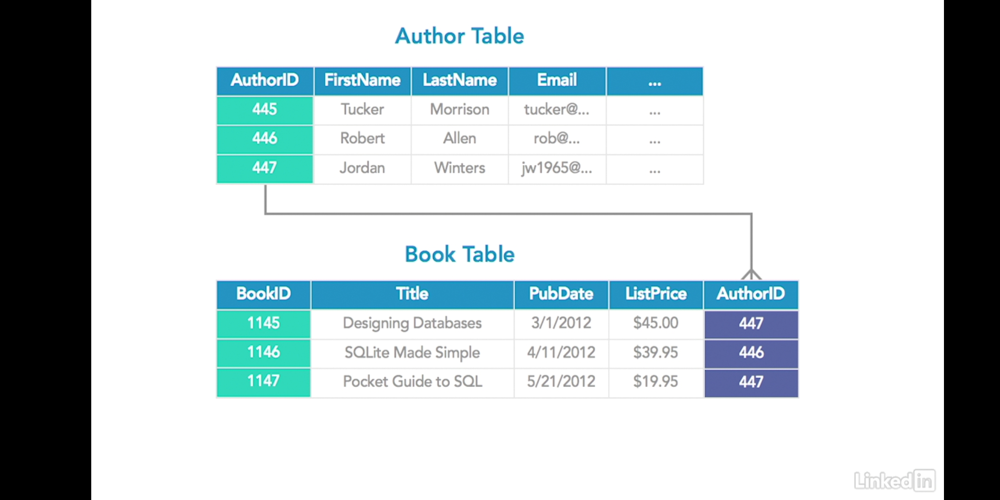 Author Table
AuthorID FirstName LastName Email ...
445 Tucker Morrison tucker@... ...
446 Robert Allen rob@... ...
447 Jordan Winters jw1965@... ...
Book Table
BookID Title PubDate ListPrice AuthorID
1145 Designing Databases 3/1/2012 $45.00 447
1146 SQLite Made Simple 4/11/2012 $39.95 446
1147 Pocket Guide to SQL 5/21/2012 $19.95 447
Linked in